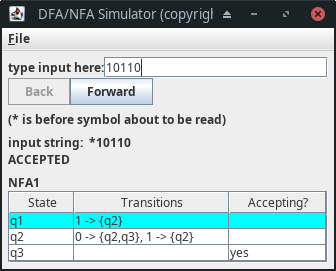 DFA/NFA Simulator (copyrigh
File
type input here: 10110
Back Forward
(* is before symbol about to be read)
input string: *10110
ACCEPTED
NFA1
State Transitions Accepting?
q1 1 -> {q2}
q2 0 -> {q2,q3}, 1 -> {q2}
q3 yes